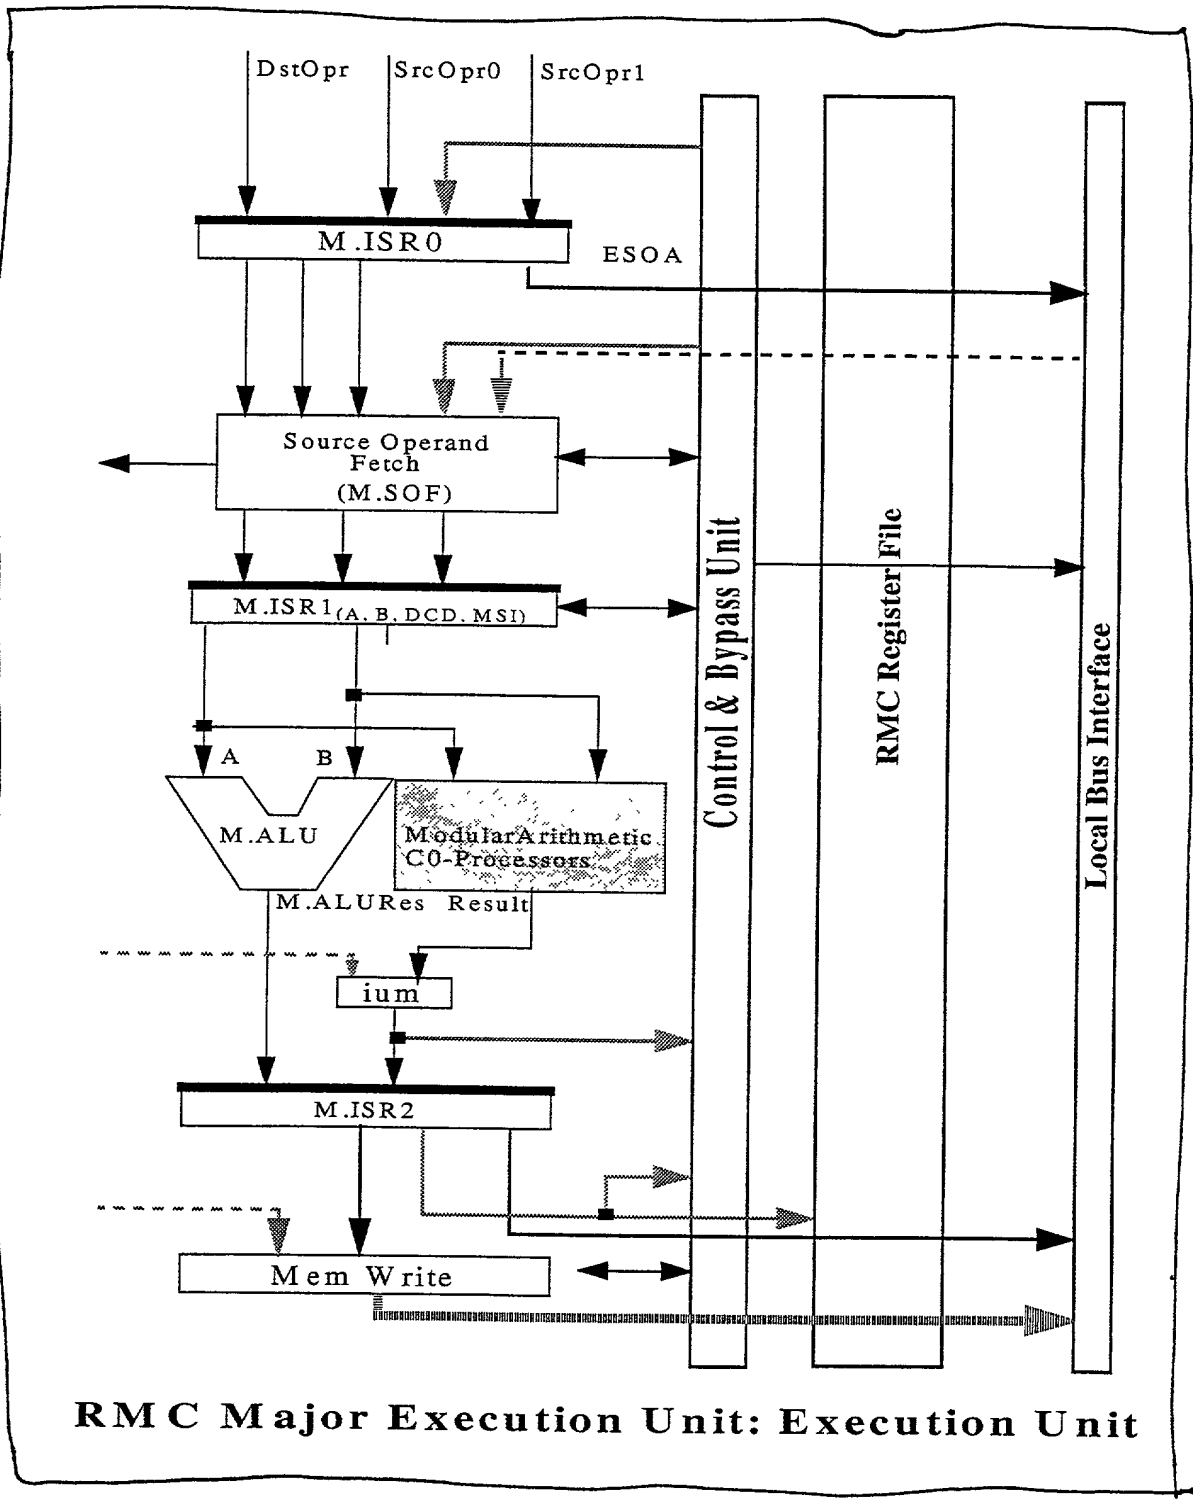 DstOpr SrcOpr0 SrcOpr1
M.ISR0
ESOA
Source Operand
Fetch
(M.SOF)
M.ISR1(A, B, DCD, MSI)
A B
M.ALU
ModularArithmetic
C0-Processors
M.ALURes Result
ium
M.ISR2
Mem Write
Control & Bypass Unit
RMC Register File
Local Bus Interface
RMC Major Execution Unit: Execution Unit